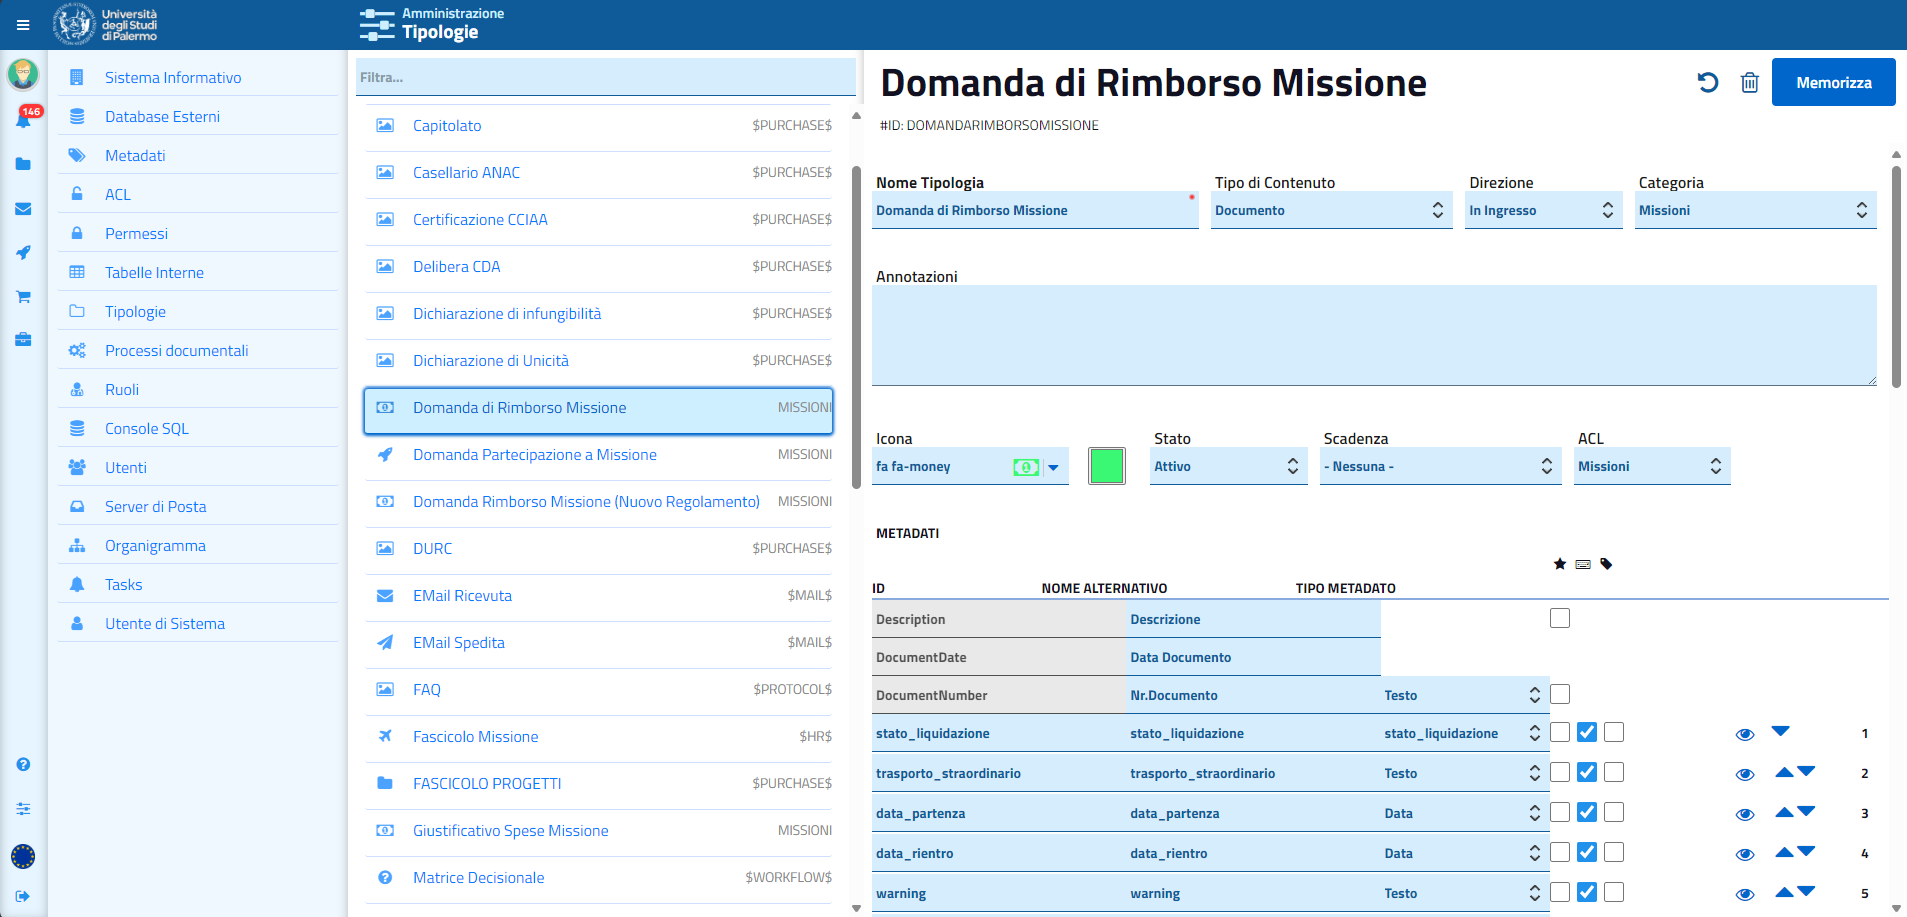 Università
degli Studi
di Palermo
Amministrazione
Tipologie
146
Sistema Informativo
Database Esterni
Metadati
ACL
Permessi
Tabelle Interne
Tipologie
Processi documentali
Ruoli
Console SQL
Utenti
Server di Posta
Organigramma
Tasks
Utente di Sistema
Filtra...
Capitolato $PURCHASE$
Casellario ANAC $PURCHASE$
Certificazione CCIAA $PURCHASE$
Delibera CDA $PURCHASE$
Dichiarazione di infungibilità $PURCHASE$
Dichiarazione di Unicità $PURCHASE$
Domanda di Rimborso Missione MISSIONI
Domanda Partecipazione a Missione MISSIONI
Domanda Rimborso Missione (Nuovo Regolamento) MISSIONI
DURC $PURCHASE$
EMail Ricevuta $MAIL$
EMail Spedita $MAIL$
FAQ $PROTOCOL$
Fascicolo Missione $HR$
FASCICOLO PROGETTI $PURCHASE$
Giustificativo Spese Missione MISSIONI
Matrice Decisionale $WORKFLOW$
Domanda di Rimborso Missione
Memorizza
#ID: DOMANDARIMBORSOMISSIONE
Nome Tipologia Tipo di Contenuto Direzione Categoria
Domanda di Rimborso Missione * Documento In Ingresso Missioni
Annotazioni
Icona Stato Scadenza ACL
fa fa-money Attivo - Nessuna - Missioni
METADATI
ID NOME ALTERNATIVO TIPO METADATO
Description Descrizione
DocumentDate Data Documento
DocumentNumber Nr.Documento Testo
stato_liquidazione stato_liquidazione stato_liquidazione 1
trasporto_straordinario trasporto_straordinario Testo 2
data_partenza data_partenza Data 3
data_rientro data_rientro Data 4
warning warning Testo 5